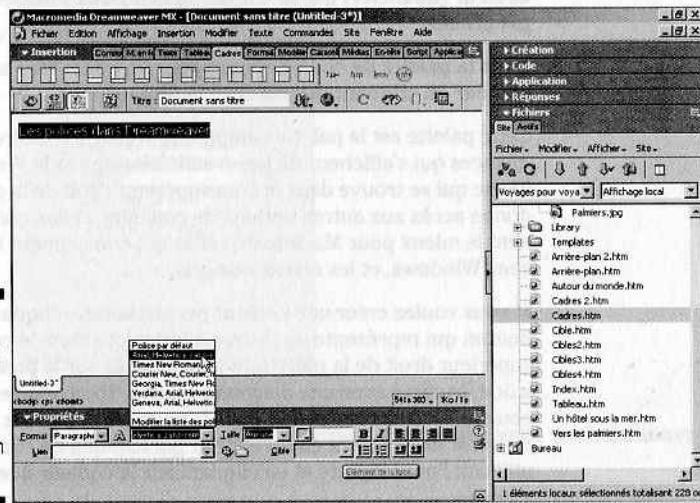 Macromedia Dreamweaver MX - [Document sans titre (Untitled-3*)]
Fichier Edition Affichage Insertion Modifier Texte Commandes Site Fenêtre Aide
Insertion
Cadres
Titre : Document sans titre
Les polices dans Dreamweaver
Police par défaut
Arial, Helvetica
Times New Roman
Courier New, Courier
Georgia, Times New Ro
Verdana, Arial, Helvetic
Geneva, Arial, Helvetic
Modifier la liste des pol
Untitled-3*
541 x 303
Propriétés
Format Paragraphe
Taille
Lien
Cible
Création
Code
Application
Réponses
Fichiers
Site
Fichier Modifier Afficher Site
Voyages pour voya
Affichage local
Palmiers.jpg
Library
Templates
Arrière-plan 2.htm
Arrière-plan.htm
Autour du monde.htm
Cadres 2.htm
Cadres.htm
Cible.htm
Cibles2.htm
Cibles3.htm
Cibles4.htm
Index.htm
Tableau.htm
Un hôtel sous la mer.htm
Vers les palmiers.htm
Bureau
1 éléments locaux sélectionnés totalisant 228 o